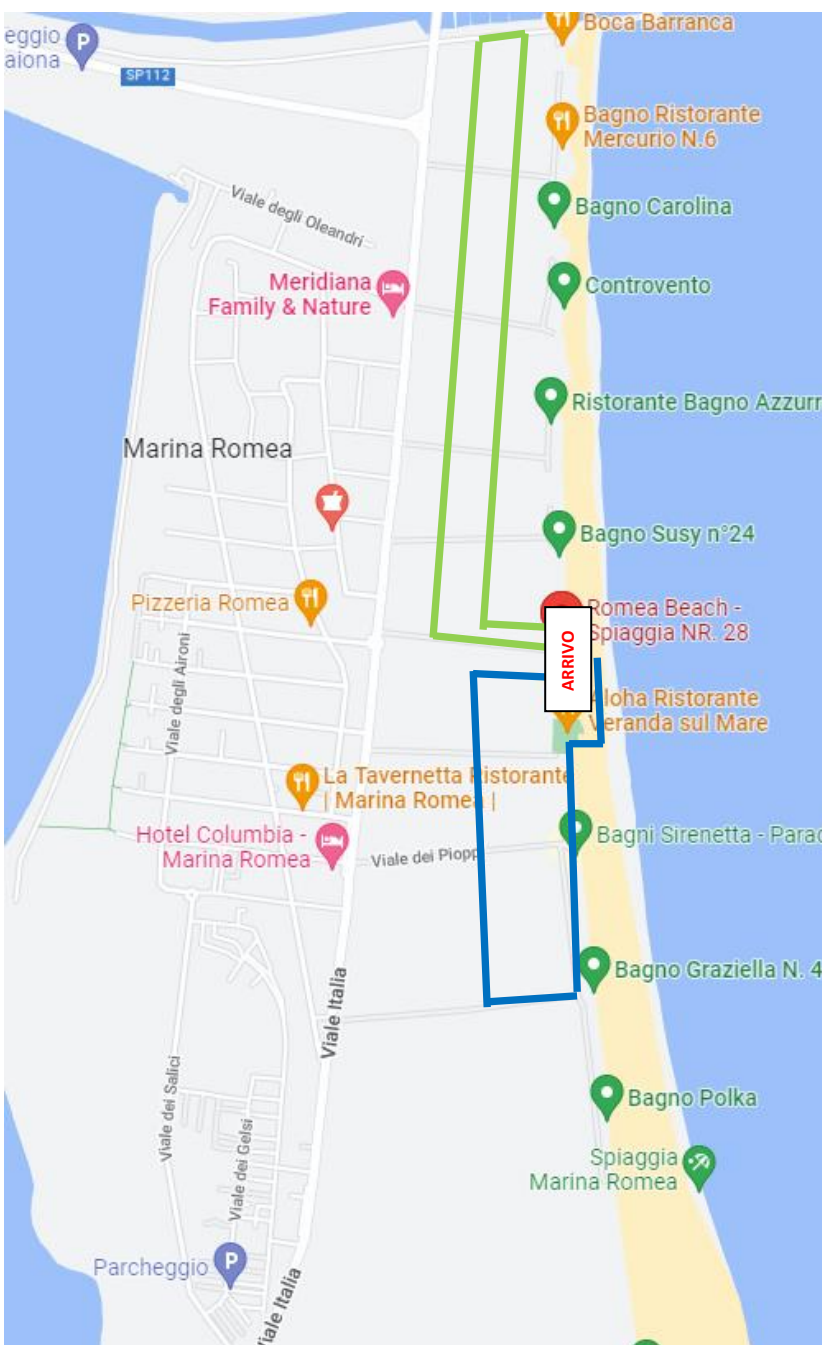 Boca Barranca
eggio
aiona
SP112
Bagno Ristorante
Mercurio N.6
Viale degli Oleandri
Bagno Carolina
Meridiana
Family & Nature
Controvento
Ristorante Bagno Azzurr
Marina Romea
Bagno Susy n°24
Pizzeria Romea
Romea Beach -
Spiaggia NR. 28
ARRIVO
Viale degli Aironi
Aloha Ristorante
Veranda sul Mare
La Tavernetta Ristorante
| Marina Romea |
Hotel Columbia -
Marina Romea
Viale dei Piopp
Bagni Sirenetta - Parad
Bagno Graziella N. 4
Viale Italia
Viale dei Salici
Viale dei Gelsi
Bagno Polka
Spiaggia
Marina Romea
Parcheggio
Viale Italia